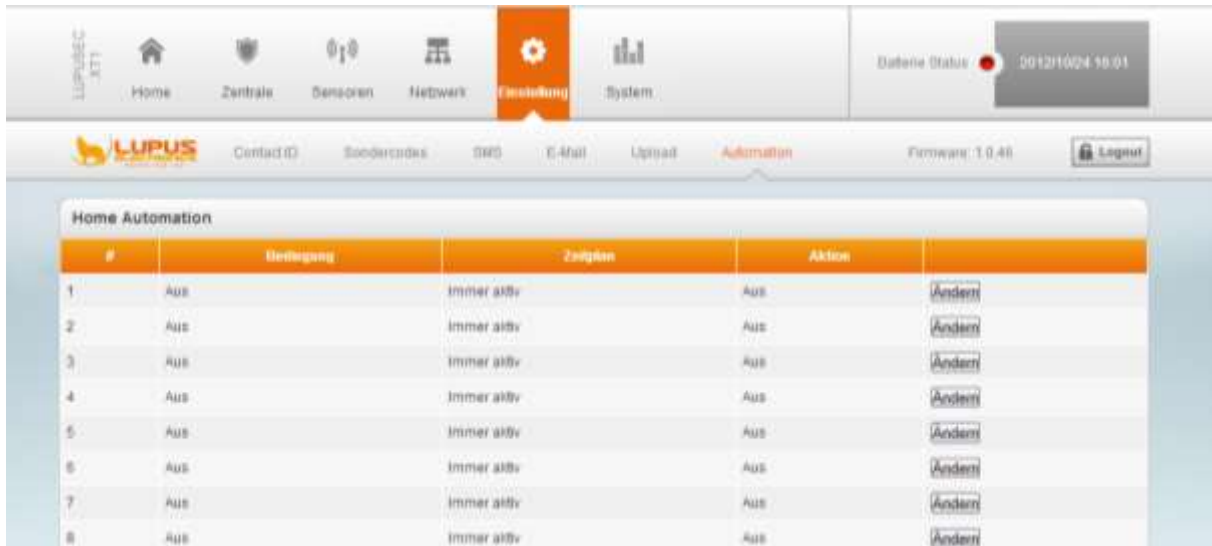 LUPUSEC XT1
Home Zentrale Sensoren Netzwerk Einstellung System
Batterie Status 2012/10/24 16:01
LUPUS ELECTRONICS
Contact ID Sondercodes SMS E-Mail Upload Automation Firmware: 1.0.46 Logout
Home Automation
# Bedingung Zeitplan Aktion
1 Aus Immer aktiv Aus Ändern
2 Aus Immer aktiv Aus Ändern
3 Aus Immer aktiv Aus Ändern
4 Aus Immer aktiv Aus Ändern
5 Aus Immer aktiv Aus Ändern
6 Aus Immer aktiv Aus Ändern
7 Aus Immer aktiv Aus Ändern
8 Aus Immer aktiv Aus Ändern